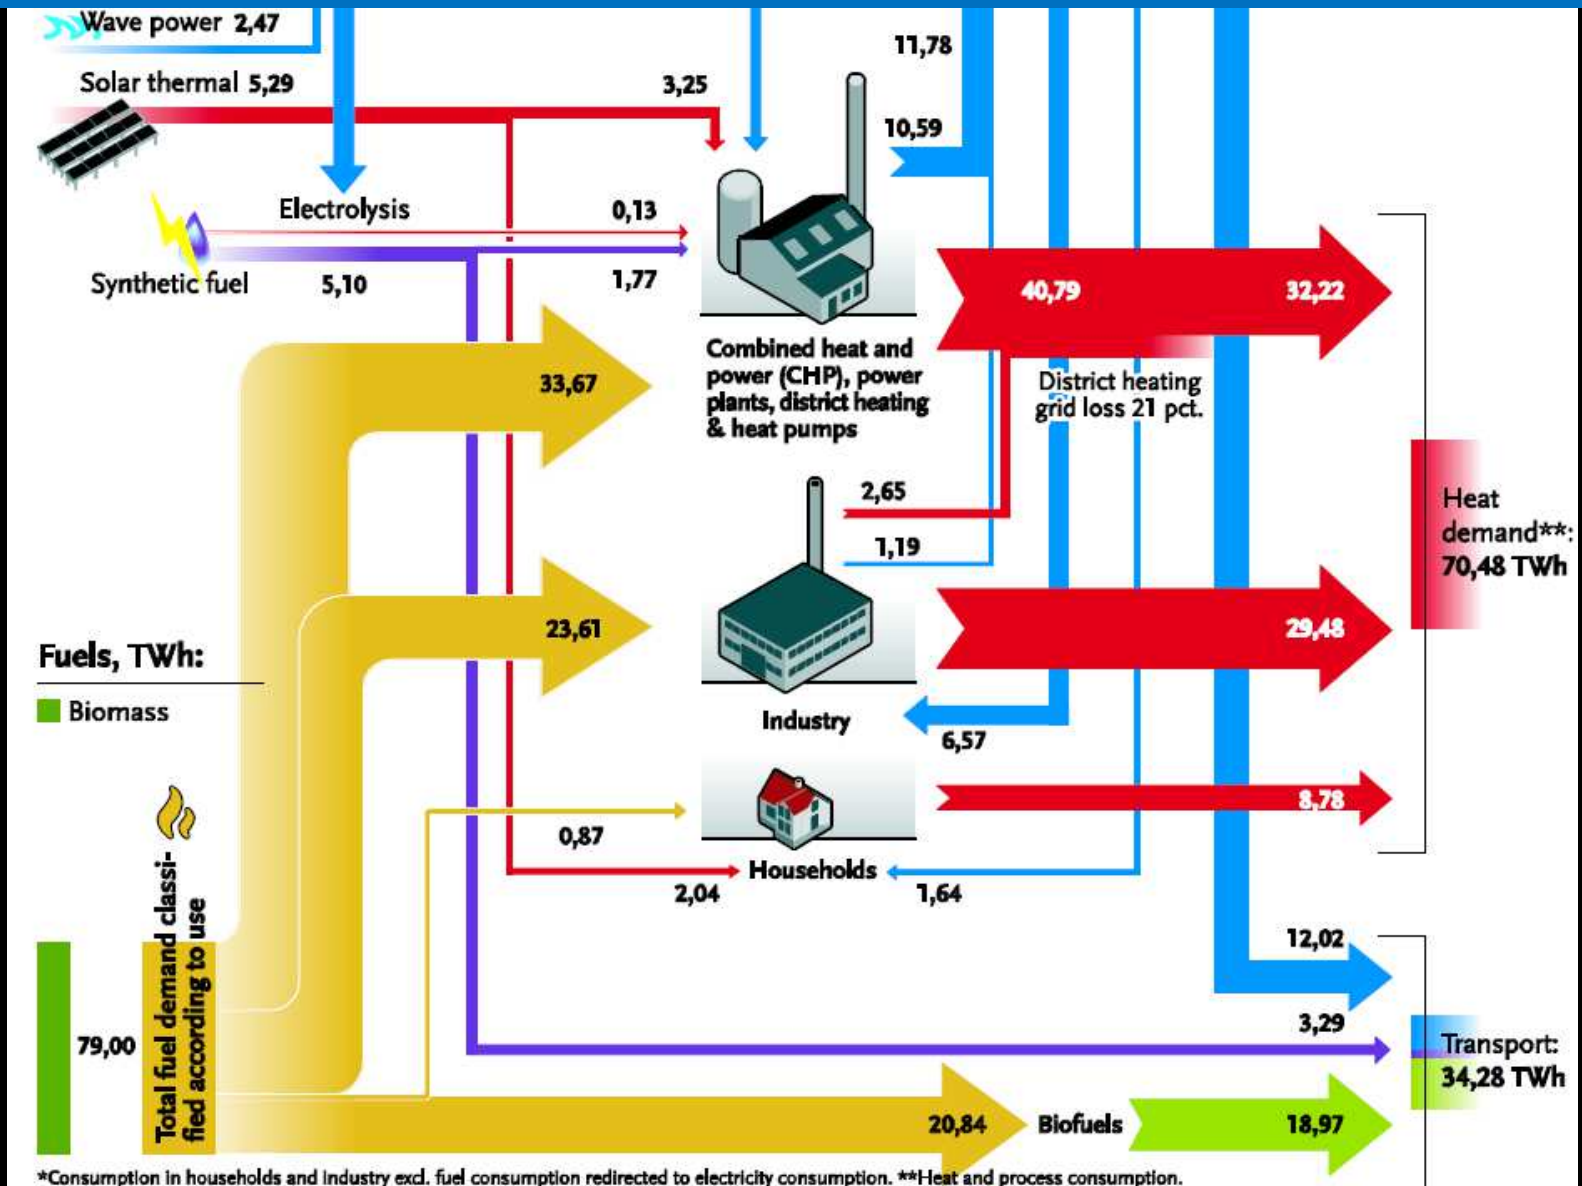 Wave power 2,47
11,78
Solar thermal 5,29
3,25
10,59
Electrolysis
0,13
Synthetic fuel
5,10
1,77
40,79
32,22
33,67
Combined heat and
power (CHP), power
plants, district heating
& heat pumps
District heating
grid loss 21 pct.
2,65
1,19
Heat
demand**:
70,48 TWh
23,61
29,48
Fuels, TWh:
Biomass
Industry
6,57
8,78
0,87
Households
2,04
1,64
Total fuel demand classi-
fied according to use
79,00
12,02
3,29
Transport:
34,28 TWh
20,84
Biofuels
18,97
*Consumption in households and industry excl. fuel consumption redirected to electricity consumption. **Heat and process consumption.